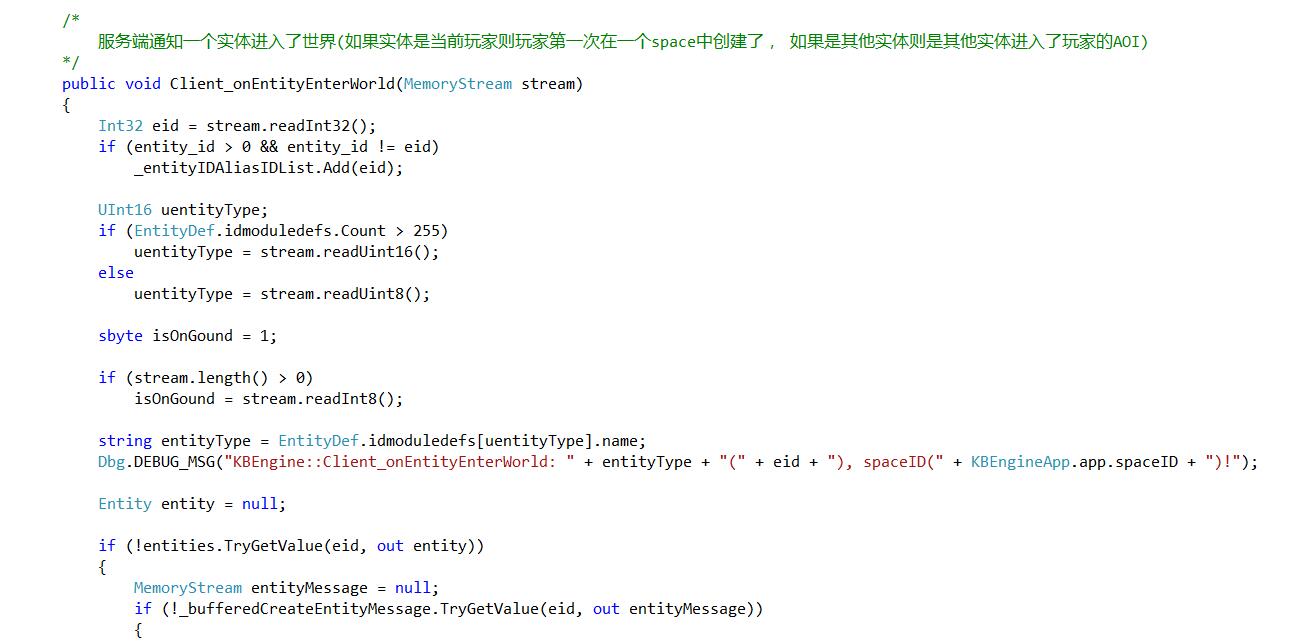 /*
服务端通知一个实体进入了世界(如果实体是当前玩家则玩家第一次在一个space中创建了， 如果是其他实体则是其他实体进入了玩家的AOI)
*/
public void Client_onEntityEnterWorld(MemoryStream stream)
{
Int32 eid = stream.readInt32();
if (entity_id > 0 && entity_id != eid)
_entityIDAliasIDList.Add(eid);
UInt16 uentityType;
if (EntityDef.idmoduledefs.Count > 255)
uentityType = stream.readUint16();
else
uentityType = stream.readUint8();
sbyte isOnGound = 1;
if (stream.length() > 0)
isOnGound = stream.readInt8();
string entityType = EntityDef.idmoduledefs[uentityType].name;
Dbg.DEBUG_MSG("KBEngine::Client_onEntityEnterWorld: " + entityType + "(" + eid + "), spaceID(" + KBEngineApp.app.spaceID + ")!");
Entity entity = null;
if (!entities.TryGetValue(eid, out entity))
{
MemoryStream entityMessage = null;
if (!_bufferedCreateEntityMessage.TryGetValue(eid, out entityMessage))
{